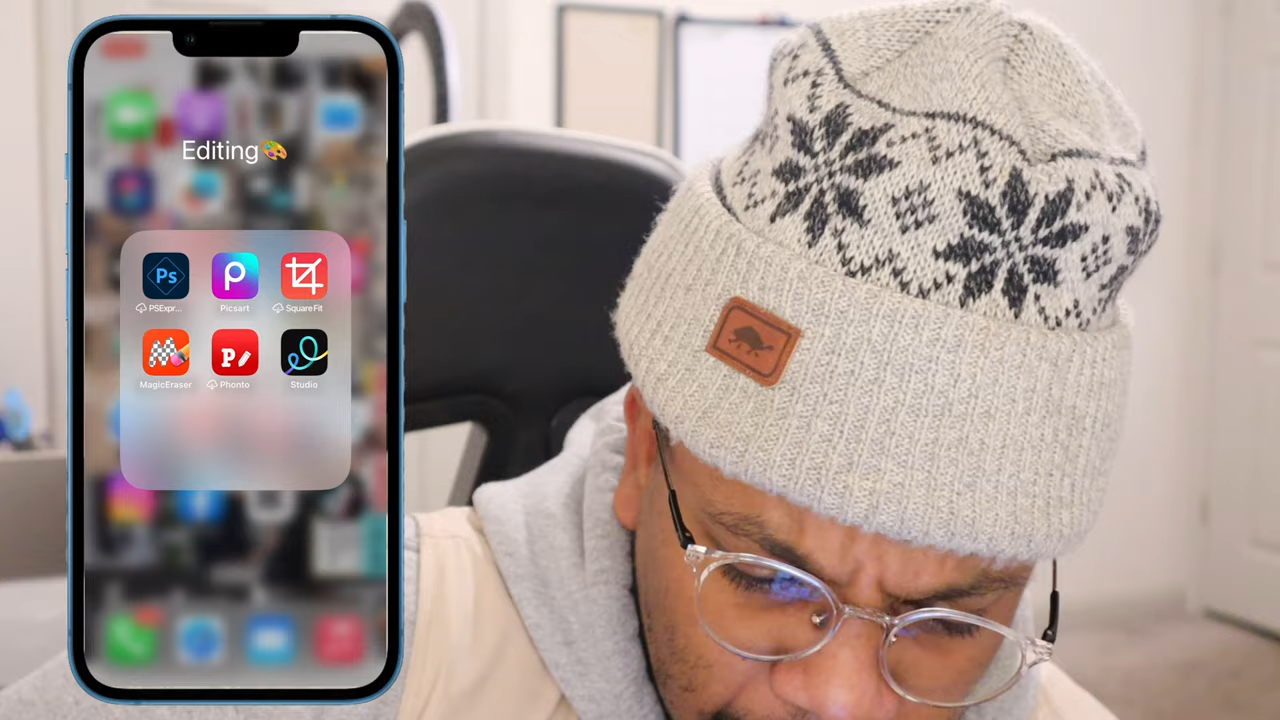 Editing🎨
Ps
PSExpr...
Picsart
SquareFit
MagicEraser
Phonto
Studio